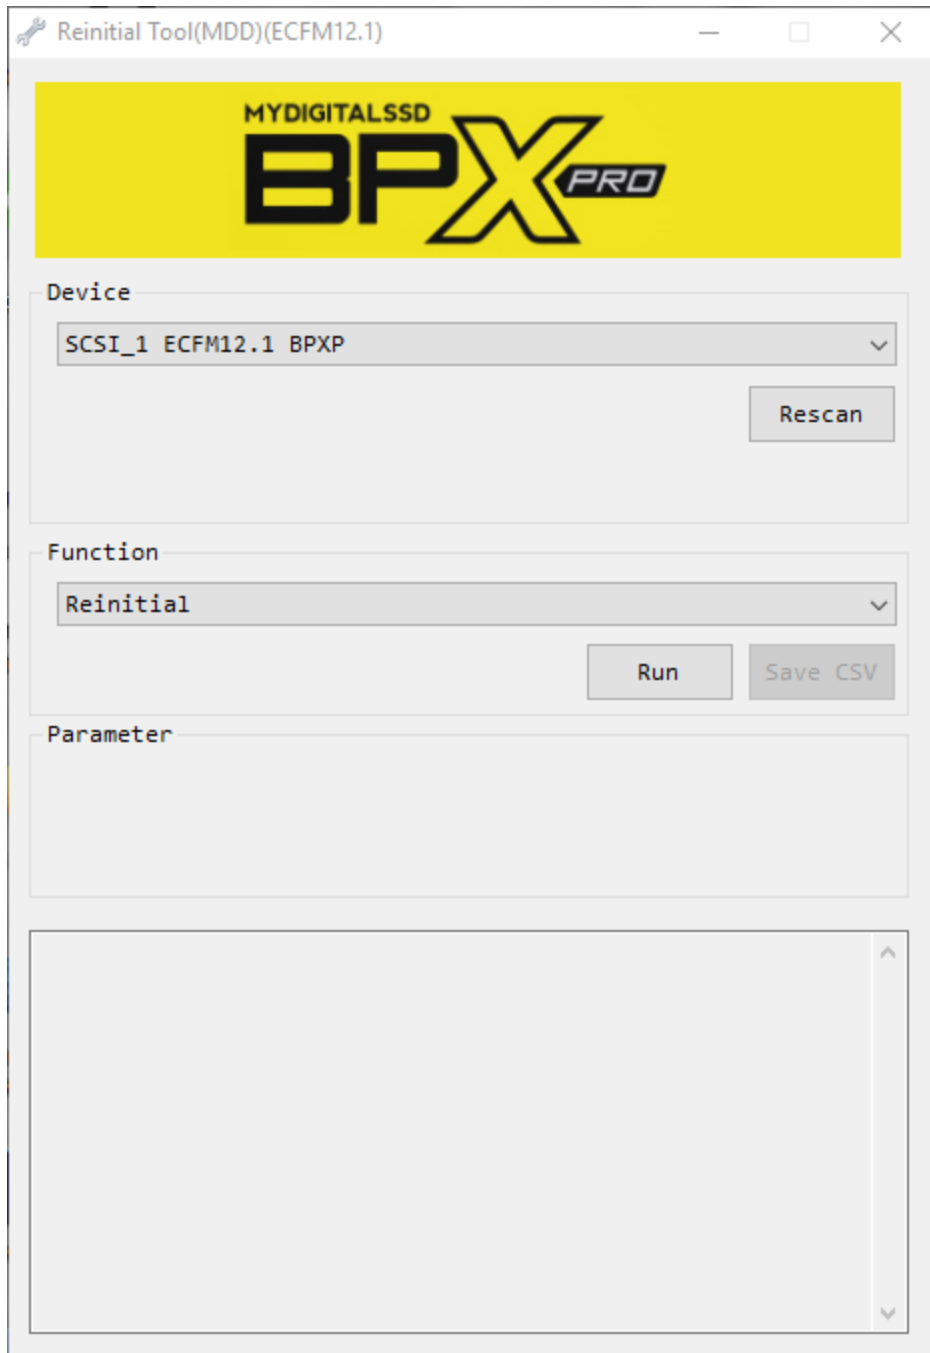 Reinitial Tool(MDD)(ECFM12.1)
MYDIGITALSSD
BPX PRO
Device
SCSI_1 ECFM12.1 BPXP
Rescan
Function
Reinitial
Run
Save CSV
Parameter